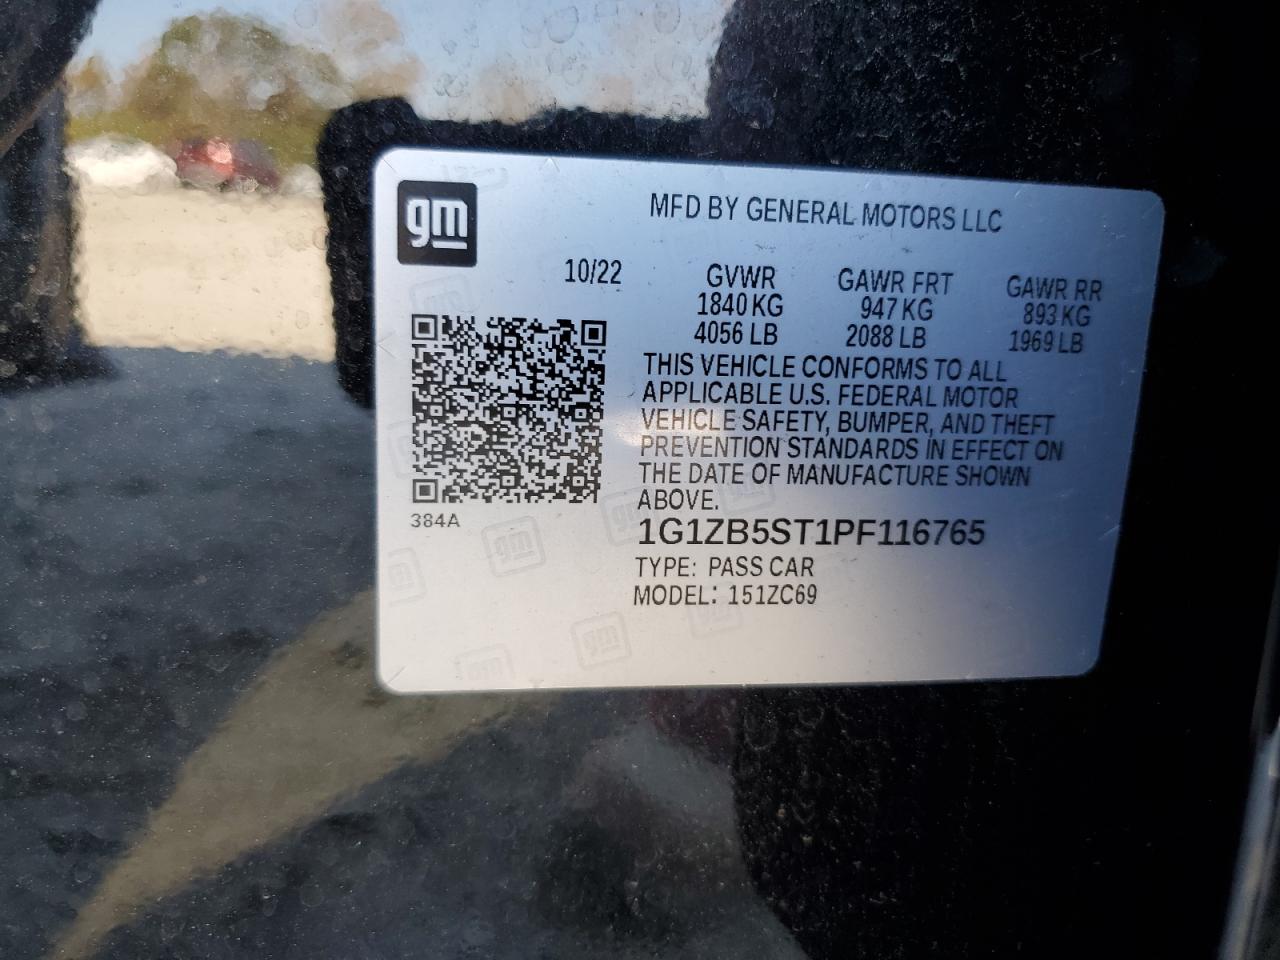 gm
MFD BY GENERAL MOTORS LLC
10/22
GVWR GAWR FRT GAWR RR
1840 KG 947 KG 893 KG
4056 LB 2088 LB 1969 LB
THIS VEHICLE CONFORMS TO ALL
APPLICABLE U.S. FEDERAL MOTOR
VEHICLE SAFETY, BUMPER, AND THEFT
PREVENTION STANDARDS IN EFFECT ON
THE DATE OF MANUFACTURE SHOWN
ABOVE.
384A
1G1ZB5ST1PF116765
TYPE: PASS CAR
MODEL: 151ZC69